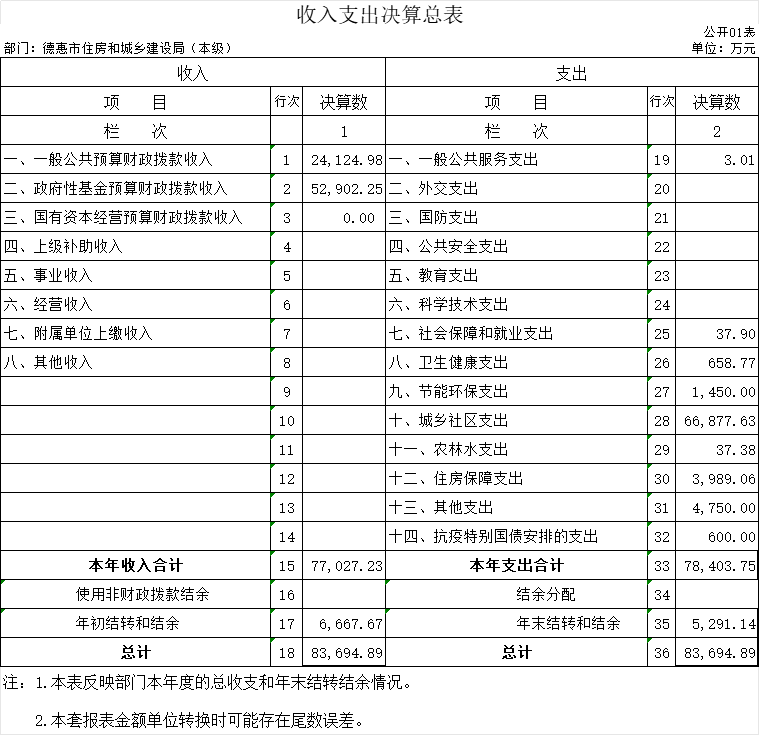 收入支出决算总表
公开01表
部门：德惠市住房和城乡建设局（本级） 单位：万元
收入 支出
项 目 行次 决算数 项 目 行次 决算数
栏 次 1 栏 次 2
一、一般公共预算财政拨款收入 1 24,124.98 一、一般公共服务支出 19 3.01
二、政府性基金预算财政拨款收入 2 52,902.25 二、外交支出 20
三、国有资本经营预算财政拨款收入 3 0.00 三、国防支出 21
四、上级补助收入 4 四、公共安全支出 22
五、事业收入 5 五、教育支出 23
六、经营收入 6 六、科学技术支出 24
七、附属单位上缴收入 7 七、社会保障和就业支出 25 37.90
八、其他收入 8 八、卫生健康支出 26 658.77
9 九、节能环保支出 27 1,450.00
10 十、城乡社区支出 28 66,877.63
11 十一、农林水支出 29 37.38
12 十二、住房保障支出 30 3,989.06
13 十三、其他支出 31 4,750.00
14 十四、抗疫特别国债安排的支出 32 600.00
本年收入合计 15 77,027.23 本年支出合计 33 78,403.75
使用非财政拨款结余 16 结余分配 34
年初结转和结余 17 6,667.67 年末结转和结余 35 5,291.14
总计 18 83,694.89 总计 36 83,694.89
注：1.本表反映部门本年度的总收支和年末结转结余情况。
2.本套报表金额单位转换时可能存在尾数误差。